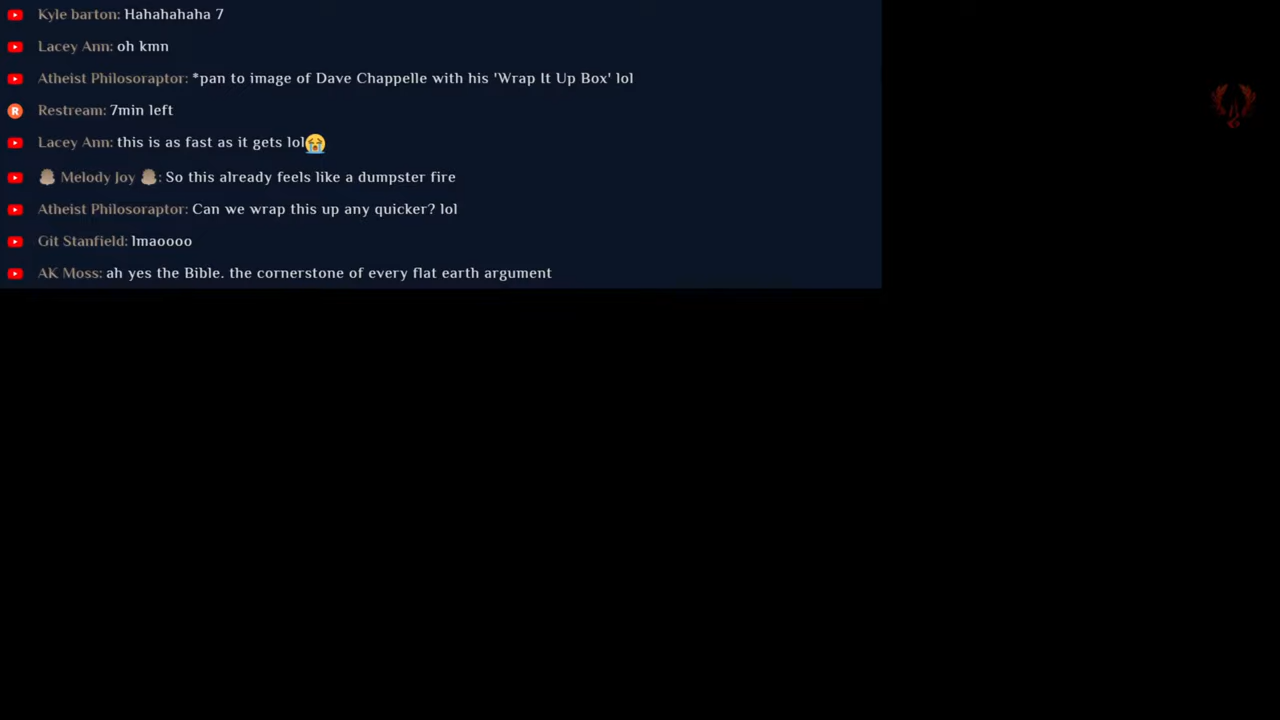 Kyle barton: Hahahahaha 7
Lacey Ann: oh kmn
Atheist Philosoraptor: *pan to image of Dave Chappelle with his 'Wrap It Up Box' lol
R Restream: 7min left
Lacey Ann: this is as fast as it gets lol😭
Melody Joy : So this already feels like a dumpster fire
Atheist Philosoraptor: Can we wrap this up any quicker? lol
Git Stanfield: lmaoooo
AK Moss: ah yes the Bible. the cornerstone of every flat earth argument